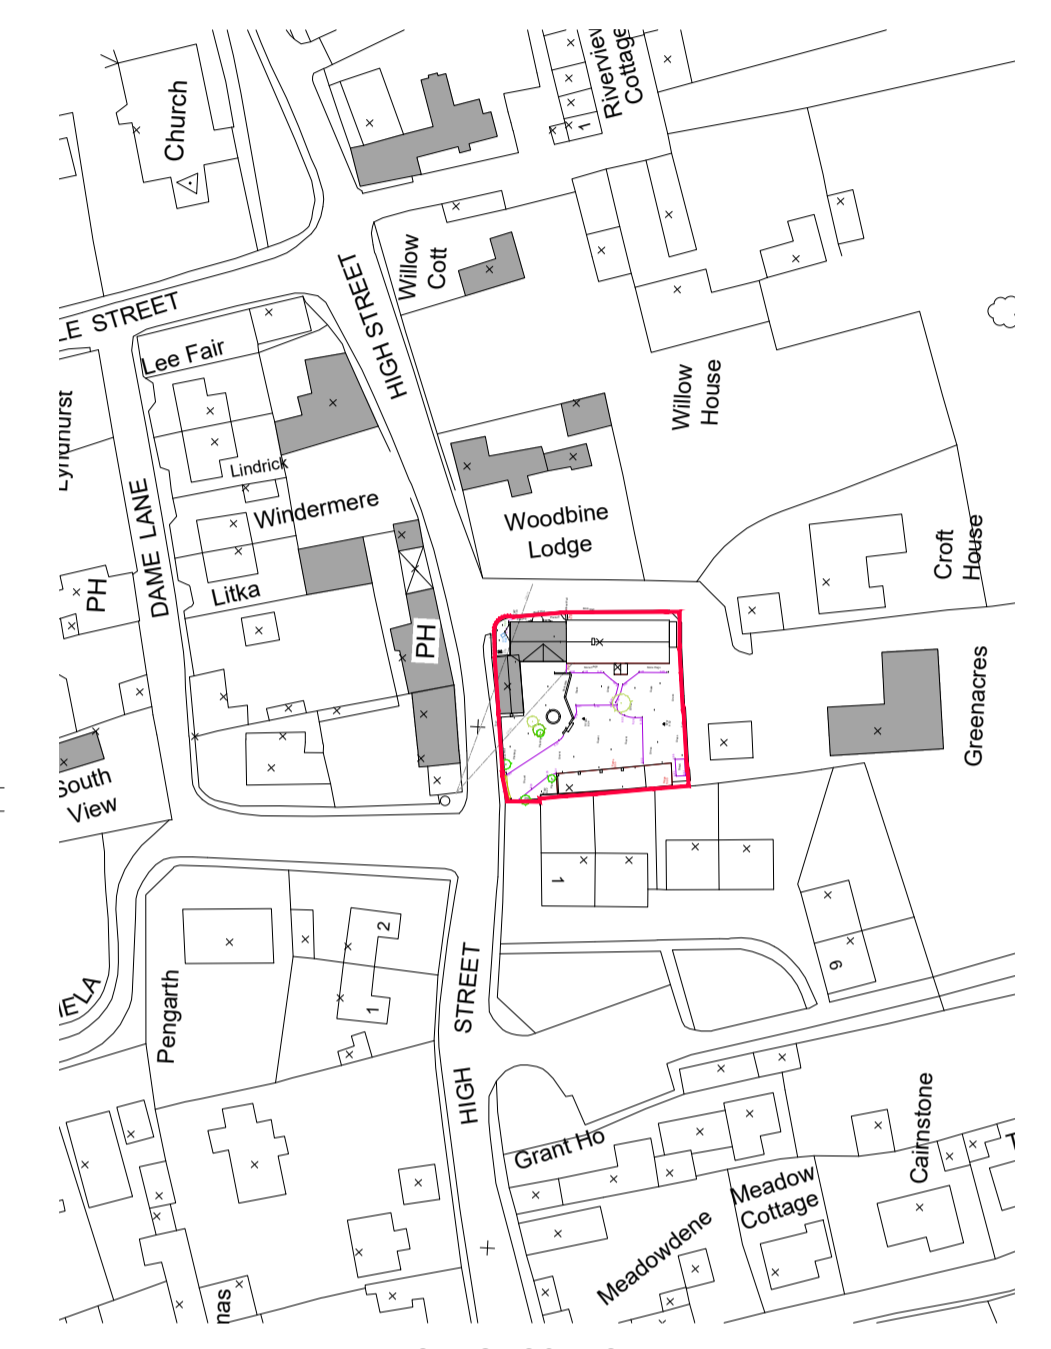 Riverview
Cottage
1
Church
Willow
Cott
HIGH STREET
LE STREET
Lee Fair
Lyndhurst
Willow
House
Lindrick
Windermere
DAME LANE
Woodbine
Lodge
Croft
House
PH
Litka
PH
Greenacres
South
View
1
2
1
6
HIGH STREET
Pengarth
IELA
Grant Ho
Cairnstone
Meadow
Cottage
Meadowdene
nas
T